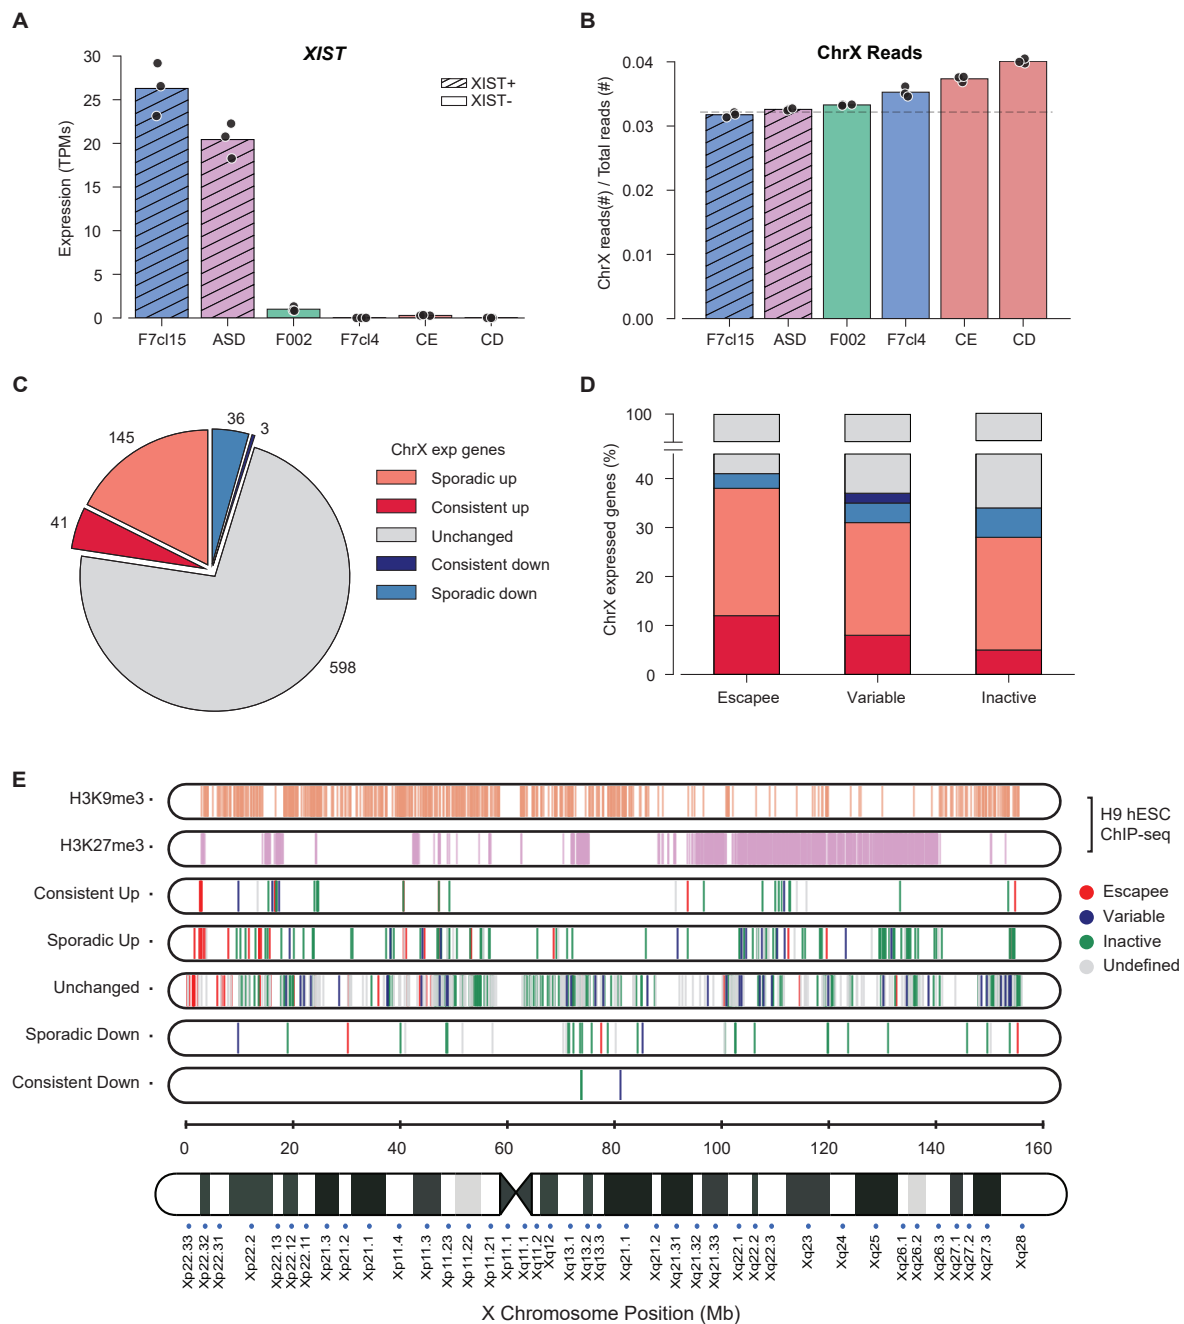 A
XIST
30
25
20
15
10
5
0
Expression (TPMs)
XIST+
XIST-
F7cl15 ASD F002 F7cl4 CE CD
B
ChrX Reads
0.04
0.03
0.02
0.01
0.00
ChrX reads(#) / Total reads (#)
F7cl15 ASD F002 F7cl4 CE CD
C
145
36
3
41
598
ChrX exp genes
Sporadic up
Consistent up
Unchanged
Consistent down
Sporadic down
D
100
40
30
20
10
0
ChrX expressed genes (%)
Escapee Variable Inactive
E
H3K9me3
H3K27me3
Consistent Up
Sporadic Up
Unchanged
Sporadic Down
Consistent Down
H9 hESC
ChIP-seq
Escapee
Variable
Inactive
Undefined
0 20 40 60 80 100 120 140 160
Xp22.33 Xp22.32 Xp22.31 Xp22.2 Xp22.13 Xp22.12 Xp22.11 Xp21.3 Xp21.2 Xp21.1 Xp11.4 Xp11.3 Xp11.23 Xp11.22 Xp11.21 Xp11.1 Xq11.1 Xq11.2 Xq12 Xq13.1 Xq13.2 Xq13.3 Xq21.1 Xq21.2 Xq21.31 Xq21.32 Xq21.33 Xq22.1 Xq22.2 Xq22.3 Xq23 Xq24 Xq25 Xq26.1 Xq26.2 Xq26.3 Xq27.1 Xq27.2 Xq27.3 Xq28
X Chromosome Position (Mb)